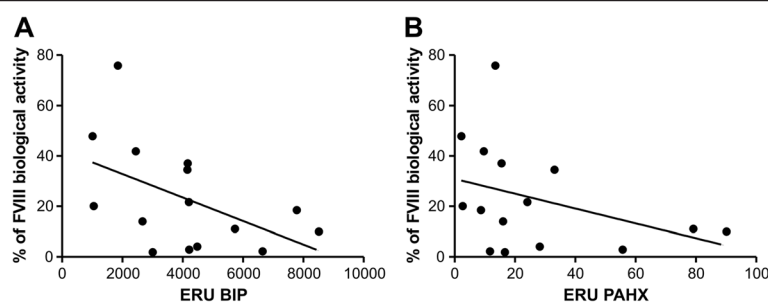 A
B
% of FVIII biological activity
80
60
40
20
0
0 2000 4000 6000 8000 10000
ERU BIP
% of FVIII biological activity
80
60
40
20
0
0 20 40 60 80 100
ERU PAHX